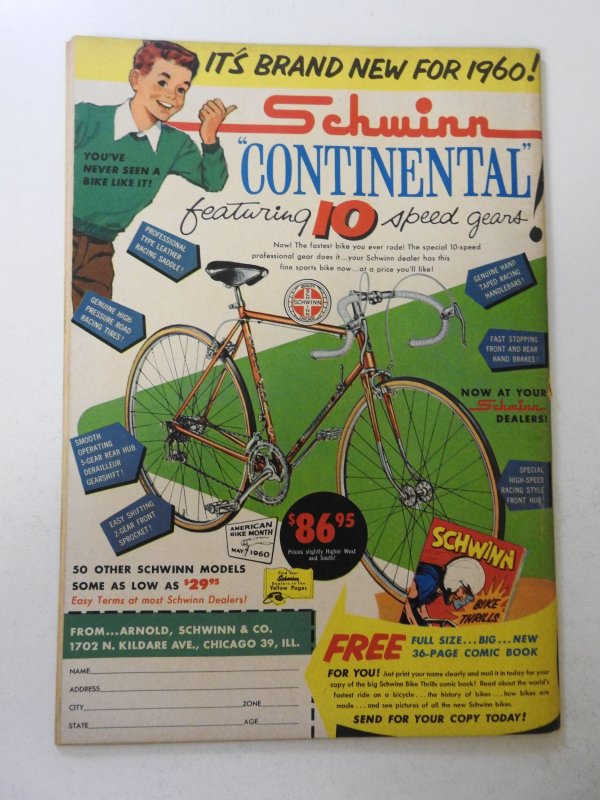 IT'S BRAND NEW FOR 1960!
Schwinn
"CONTINENTAL"!
featuring 10 speed gears
YOU'VE
NEVER SEEN A
BIKE LIKE IT!
Now! The fastest bike you ever rode! The special 10-speed
professional gear does it...your Schwinn dealer has this
fine sports bike now...at a price you'll like!
PROFESSIONAL
TYPE LEATHER
RACING SADDLE!
GENUINE HAND
TAPED RACING
HANDLEBARS!
GENUINE HIGH-
PRESSURE ROAD
RACING TIRES!
SCHWINN
FAST STOPPING
FRONT AND REAR
HAND BRAKES!
NOW AT YOUR
Schwinn
DEALERS!
SMOOTH
OPERATING
5-GEAR REAR HUB
DERAILLEUR
GEARSHIFT!
SPECIAL
HIGH-SPEED
RACING STYLE
FRONT HUB!
EASY SHIFTING
2-GEAR FRONT
SPROCKET!
AMERICAN
BIKE MONTH
MAY 1960
$86.95
Prices slightly Higher West
and South!
SCHWINN
BIKE
THRILLS
50 OTHER SCHWINN MODELS
SOME AS LOW AS $29.95
Easy Terms at most Schwinn Dealers!
Find Your
Schwinn
Dealers in the
Yellow Pages
FROM...ARNOLD, SCHWINN & CO.
1702 N. KILDARE AVE., CHICAGO 39, ILL.
NAME
ADDRESS
CITY ZONE
STATE AGE
FREE FULL SIZE...BIG...NEW
36-PAGE COMIC BOOK
FOR YOU! Just print your name clearly and mail it in today for your
copy of the big Schwinn Bike Thrills comic book! Read about the world's
fastest ride on a bicycle...the history of bikes...how bikes are
made...and see pictures of all the new Schwinn bikes.
SEND FOR YOUR COPY TODAY!